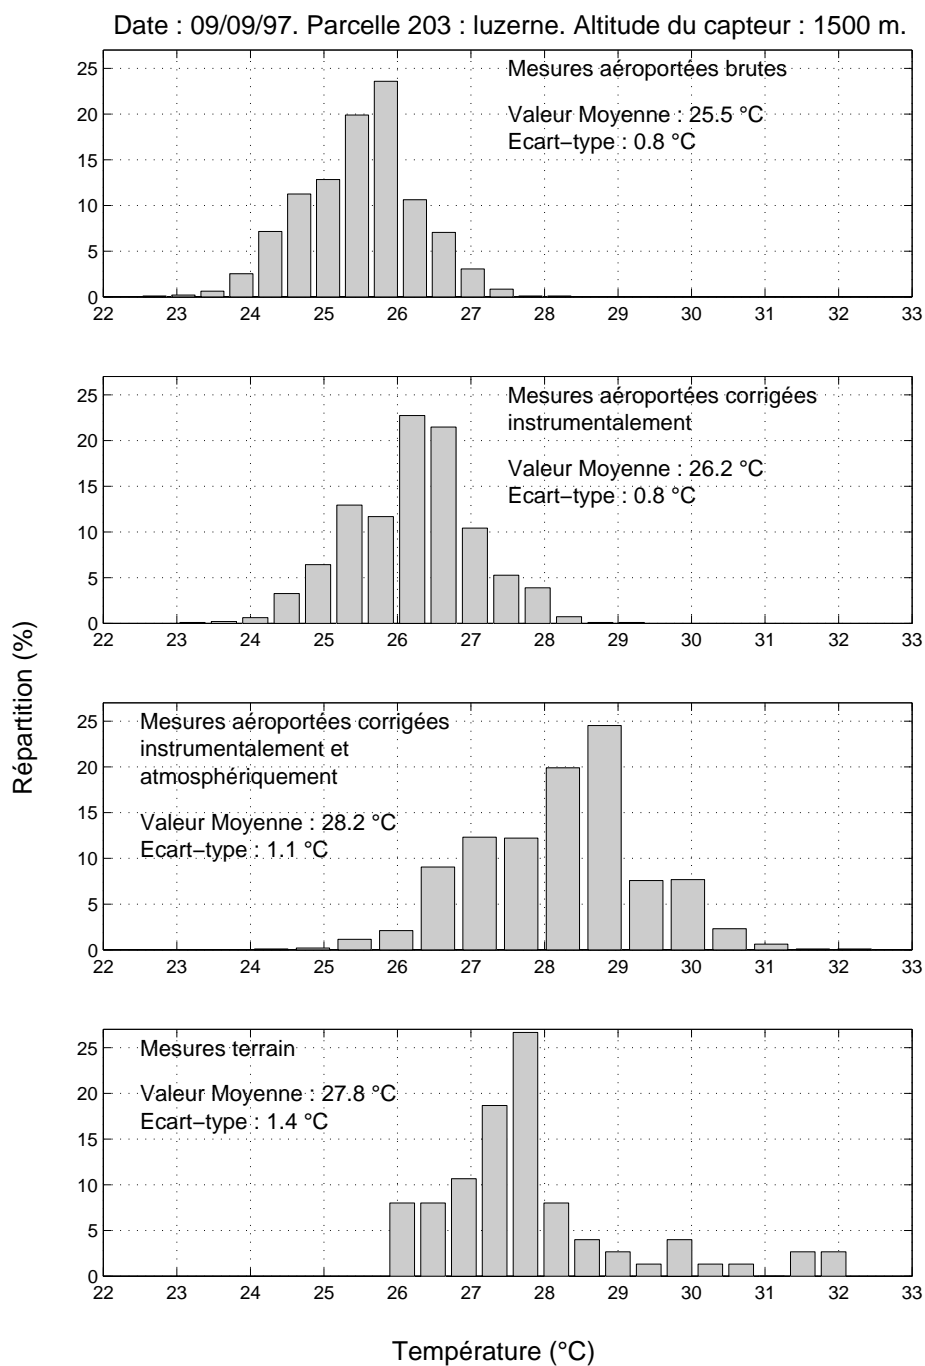 Date : 09/09/97. Parcelle 203 : luzerne. Altitude du capteur : 1500 m.
Mesures aéroportées brutes
Valeur Moyenne : 25.5 °C
Ecart−type : 0.8 °C
25
20
15
10
5
0
22 23 24 25 26 27 28 29 30 31 32 33
Mesures aéroportées corrigées
instrumentalement
Valeur Moyenne : 26.2 °C
Ecart−type : 0.8 °C
25
20
15
10
5
0
22 23 24 25 26 27 28 29 30 31 32 33
Répartition (%)
Mesures aéroportées corrigées
instrumentalement et
atmosphériquement
Valeur Moyenne : 28.2 °C
Ecart−type : 1.1 °C
25
20
15
10
5
0
22 23 24 25 26 27 28 29 30 31 32 33
Mesures terrain
Valeur Moyenne : 27.8 °C
Ecart−type : 1.4 °C
25
20
15
10
5
0
22 23 24 25 26 27 28 29 30 31 32 33
Température (°C)